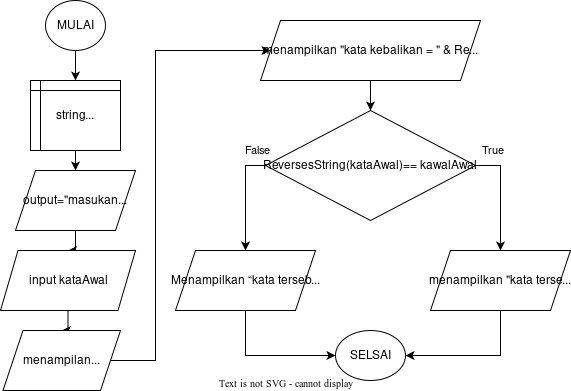 MULAI
string...
output="masukan...
input kataAwal
menampilan...
menampilkan "kata kebalikan = " & Re...
False
True
ReversesString(kataAwal)== kawalAwal
Menampilkan “kata terseb...
menampilkan "kata terse...
SELSAI
Text is not SVG - cannot display